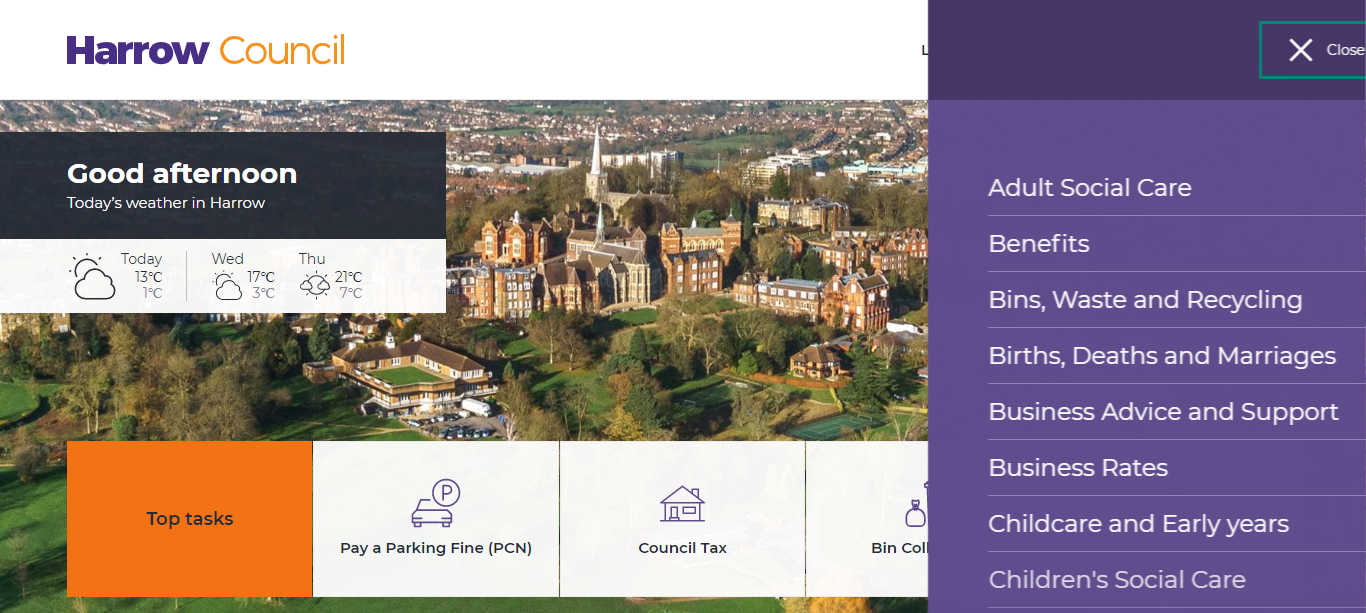 Harrow Council
L
Close
Good afternoon
Today's weather in Harrow
Today
13°C
1°C
Wed
17°C
3°C
Thu
21°C
7°C
Top tasks
P
Pay a Parking Fine (PCN)
Council Tax
Bin Coll
Adult Social Care
Benefits
Bins, Waste and Recycling
Births, Deaths and Marriages
Business Advice and Support
Business Rates
Childcare and Early years
Children's Social Care